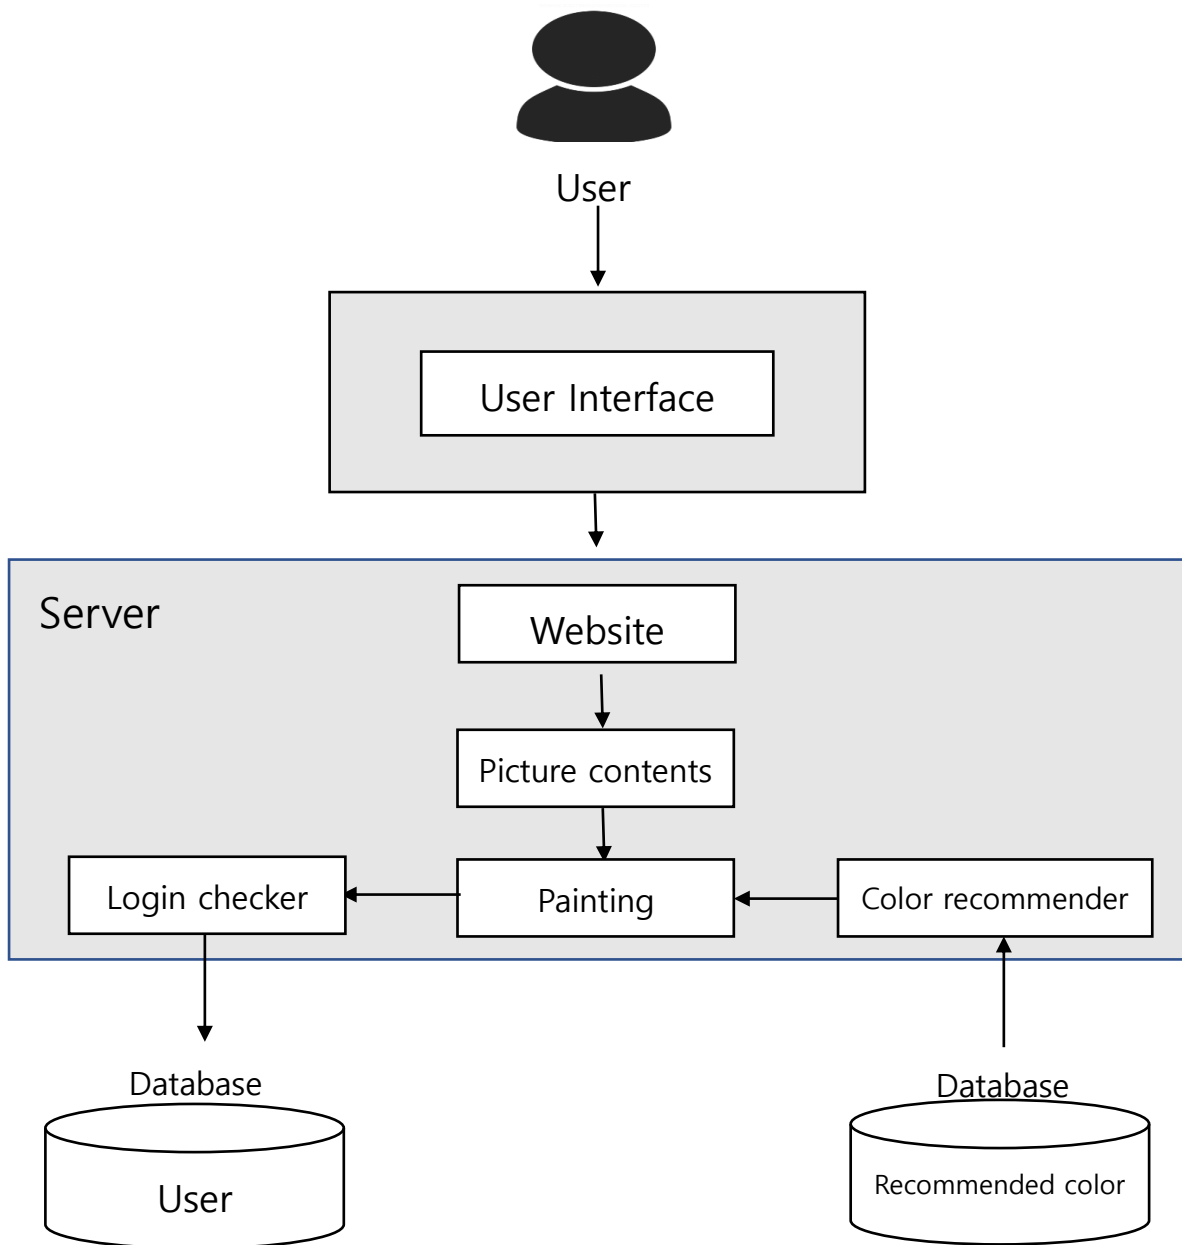 User
User Interface
Server
Website
Picture contents
Login checker
Painting
Color recommender
Database
Database
User
Recommended color